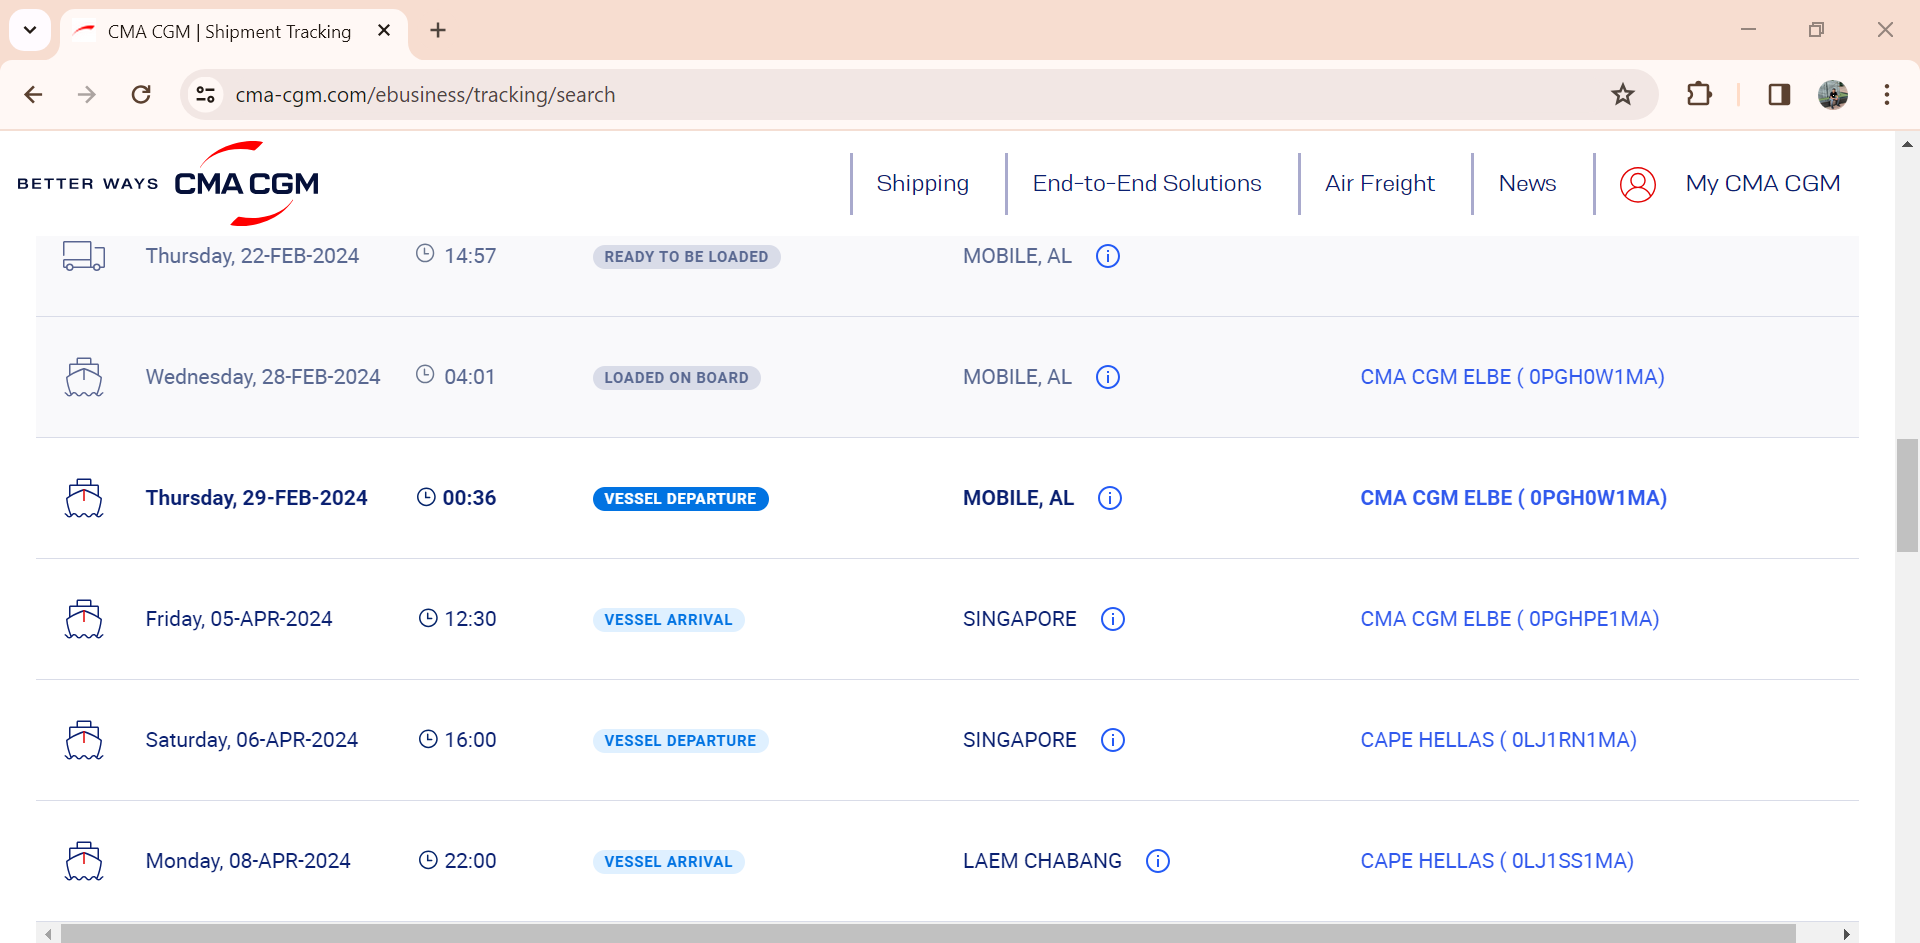 CMA CGM | Shipment Tracking
cma-cgm.com/ebusiness/tracking/search
BETTER WAYS CMA CGM Shipping End-to-End Solutions Air Freight News My CMA CGM
Thursday, 22-FEB-2024 14:57 READY TO BE LOADED MOBILE, AL
Wednesday, 28-FEB-2024 04:01 LOADED ON BOARD MOBILE, AL CMA CGM ELBE ( 0PGH0W1MA)
Thursday, 29-FEB-2024 00:36 VESSEL DEPARTURE MOBILE, AL CMA CGM ELBE ( 0PGH0W1MA)
Friday, 05-APR-2024 12:30 VESSEL ARRIVAL SINGAPORE CMA CGM ELBE ( 0PGHPE1MA)
Saturday, 06-APR-2024 16:00 VESSEL DEPARTURE SINGAPORE CAPE HELLAS ( 0LJ1RN1MA)
Monday, 08-APR-2024 22:00 VESSEL ARRIVAL LAEM CHABANG CAPE HELLAS ( 0LJ1SS1MA)